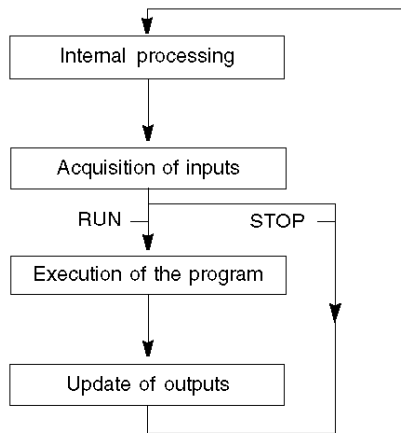 Internal processing
Acquisition of inputs
RUN
STOP
Execution of the program
Update of outputs